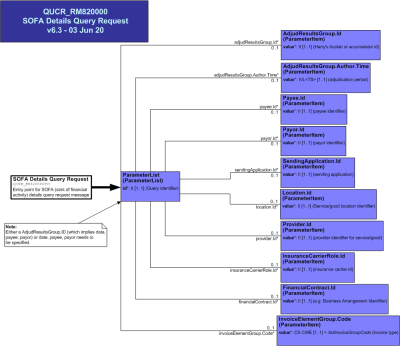 QUCR_RM820000
SOFA Details Query Request
v6.3 - 03 Jun 20
AdjudResultsGroup.Id
(ParameterItem)
value*: II [1..1] (Harry's bucket or accumulator id)
adjudResultsGroup.Id*
0..1
AdjudResultsGroup.Author.Time
(ParameterItem)
value*: IVL<TS> [1..1] (adjudication period)
adjudResultsGroup.Author.Time*
0..1
Payee.Id
(ParameterItem)
value*: II [1..1] (payee identifier)
payee.Id*
0..1
Payor.Id
(ParameterItem)
value*: II [1..1] (payor identifier)
payor.Id*
0..1
SendingApplication.Id
(ParameterItem)
value*: II [1..1] (sending application)
sendingApplication.Id*
0..1
SOFA Details Query Request
Entry point for SOFA (stmt of financial
activity) details query request message
ParameterList
(ParameterList)
id*: II [1..1] (Query Identifier)
Location.Id
(ParameterItem)
value*: II [1..1] (Service/good location identifier)
0..1
location.Id*
Note:
Either a AdjudResultsGroup.ID (which implies date,
payee, payor) or date, payee, payor needs to
be specified.
Provider.Id
(ParameterItem)
value*: II [1..1] (provider identifier for service/good)
0..1
provider.Id*
InsuranceCarrierRole.Id
(ParameterItem)
value*: II [1..1] (insurance carrier id)
0..1
insuranceCarrierRole.Id*
FinancialContract.Id
(ParameterItem)
value*: II [1..1] (e.g. Business Arrangement Identifier)
0..1
financialContract.Id*
InvoiceElementGroup.Code
(ParameterItem)
value*: CS CWE [1..1] < ActInvoiceGroupCode (invoice type)
0..1
invoiceElementGroup.Code*